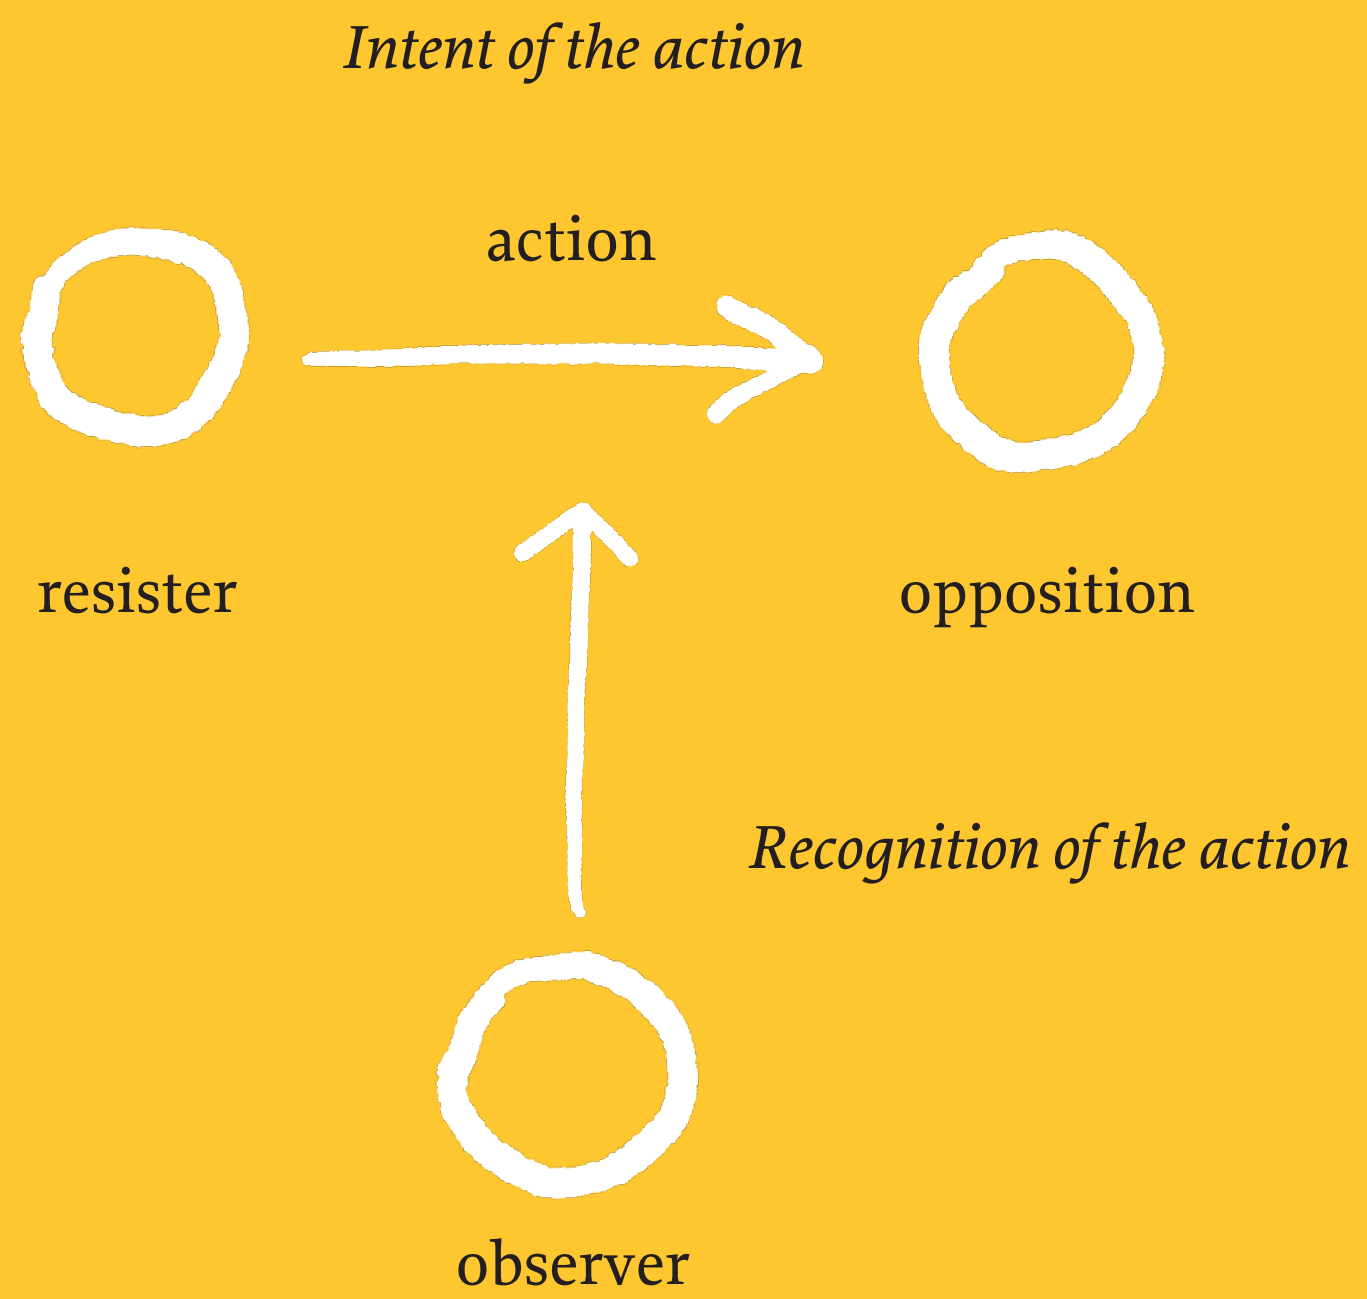 Intent of the action
action
resister
opposition
Recognition of the action
observer